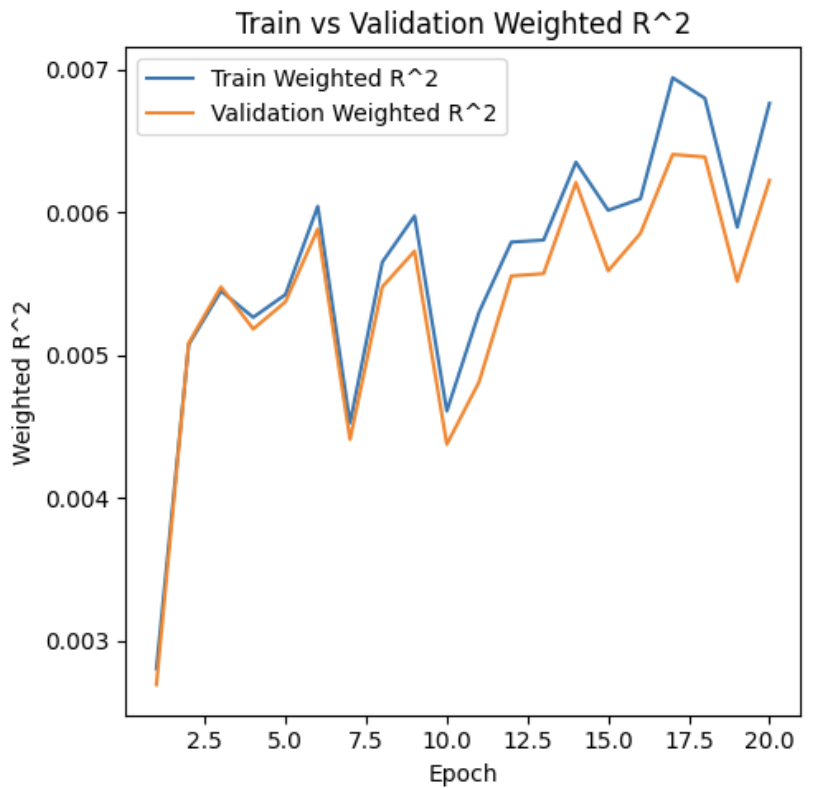 Train vs Validation Weighted R^2
Train Weighted R^2
Validation Weighted R^2
Weighted R^2
0.007
0.006
0.005
0.004
0.003
2.5 5.0 7.5 10.0 12.5 15.0 17.5 20.0
Epoch